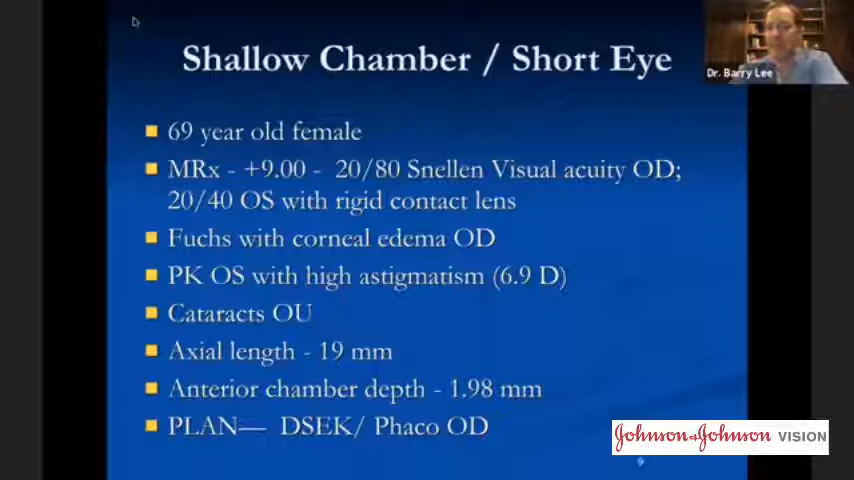 Shallow Chamber / Short Eye
Dr. Barry Lee
69 year old female
MRx - +9.00 - 20/80 Snellen Visual acuity OD;
20/40 OS with rigid contact lens
Fuchs with corneal edema OD
PK OS with high astigmatism (6.9 D)
Cataracts OU
Axial length - 19 mm
Anterior chamber depth - 1.98 mm
PLAN— DSEK/ Phaco OD
Johnson & Johnson VISION